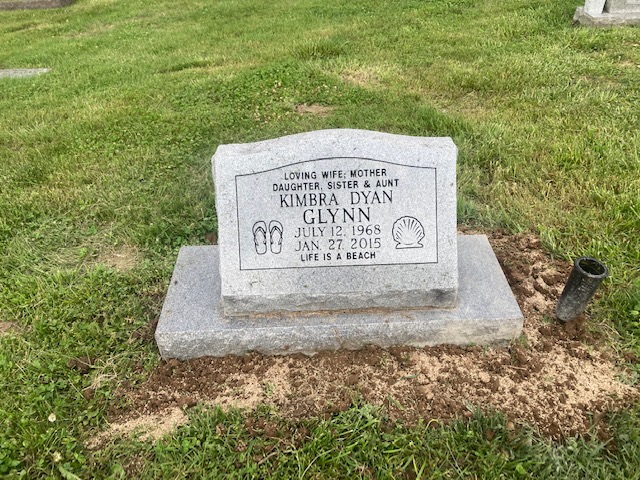 LOVING WIFE, MOTHER
DAUGHTER, SISTER & AUNT
KIMBRA DYAN
GLYNN
JULY 12, 1968
JAN. 27, 2015
LIFE IS A BEACH